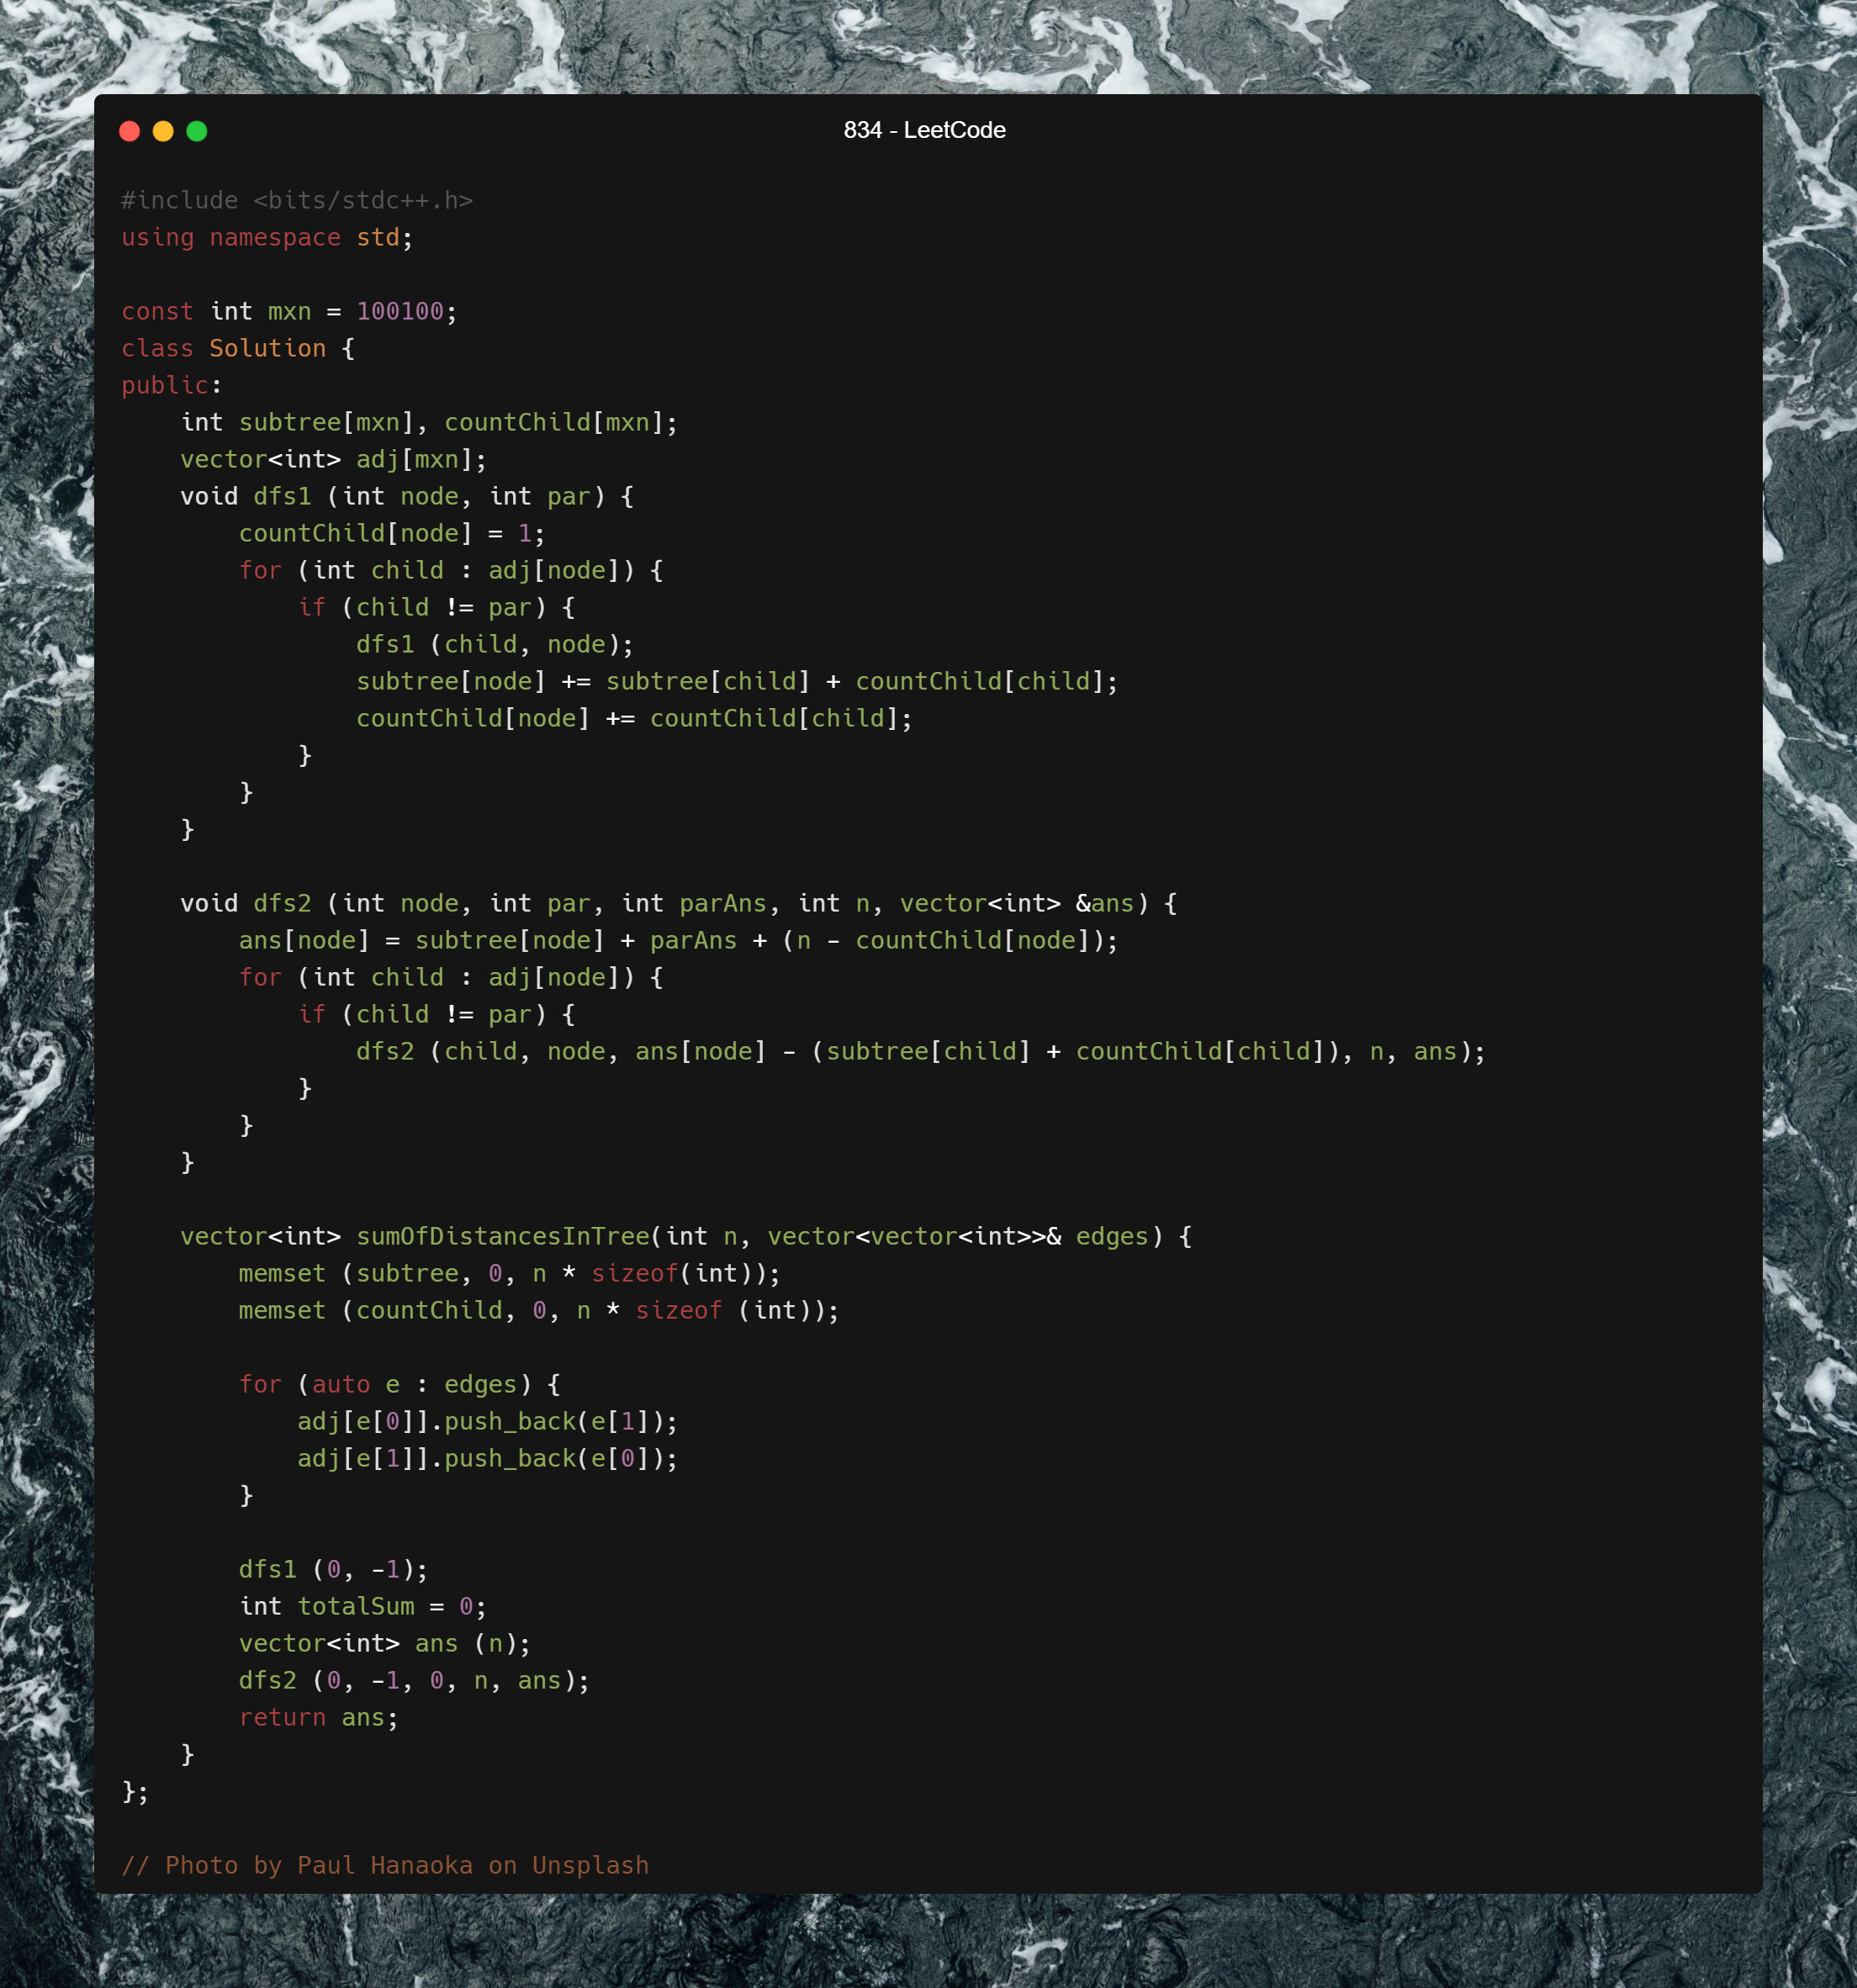 834 - LeetCode
#include <bits/stdc++.h>
using namespace std;

const int mxn = 100100;
class Solution {
public:
    int subtree[mxn], countChild[mxn];
    vector<int> adj[mxn];
    void dfs1 (int node, int par) {
        countChild[node] = 1;
        for (int child : adj[node]) {
            if (child != par) {
                dfs1 (child, node);
                subtree[node] += subtree[child] + countChild[child];
                countChild[node] += countChild[child];
            }
        }
    }

    void dfs2 (int node, int par, int parAns, int n, vector<int> &ans) {
        ans[node] = subtree[node] + parAns + (n - countChild[node]);
        for (int child : adj[node]) {
            if (child != par) {
                dfs2 (child, node, ans[node] - (subtree[child] + countChild[child]), n, ans);
            }
        }
    }

    vector<int> sumOfDistancesInTree(int n, vector<vector<int>>& edges) {
        memset (subtree, 0, n * sizeof(int));
        memset (countChild, 0, n * sizeof (int));

        for (auto e : edges) {
            adj[e[0]].push_back(e[1]);
            adj[e[1]].push_back(e[0]);
        }

        dfs1 (0, -1);
        int totalSum = 0;
        vector<int> ans (n);
        dfs2 (0, -1, 0, n, ans);
        return ans;
    }
};

// Photo by Paul Hanaoka on Unsplash